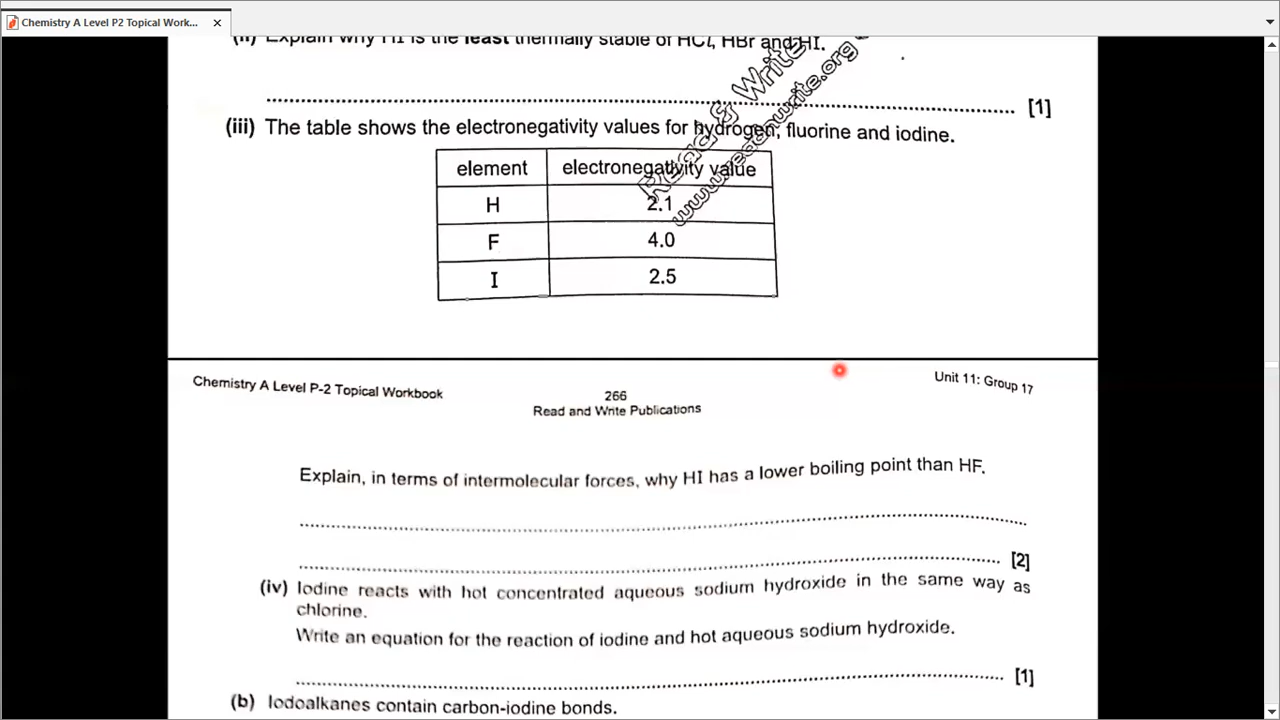 Chemistry A Level P2 Topical Work...
(ii) Explain why HI is the least thermally stable of HCl, HBr and HI.
[1]
(iii) The table shows the electronegativity values for hydrogen, fluorine and iodine.
element electronegativity value
H 2.1
F 4.0
I 2.5
Read & Write
www.readnwrite.org
Chemistry A Level P-2 Topical Workbook
266
Unit 11: Group 17
Read and Write Publications
Explain, in terms of intermolecular forces, why HI has a lower boiling point than HF.
[2]
(iv) Iodine reacts with hot concentrated aqueous sodium hydroxide in the same way as
chlorine.
Write an equation for the reaction of iodine and hot aqueous sodium hydroxide.
[1]
(b) Iodoalkanes contain carbon-iodine bonds.